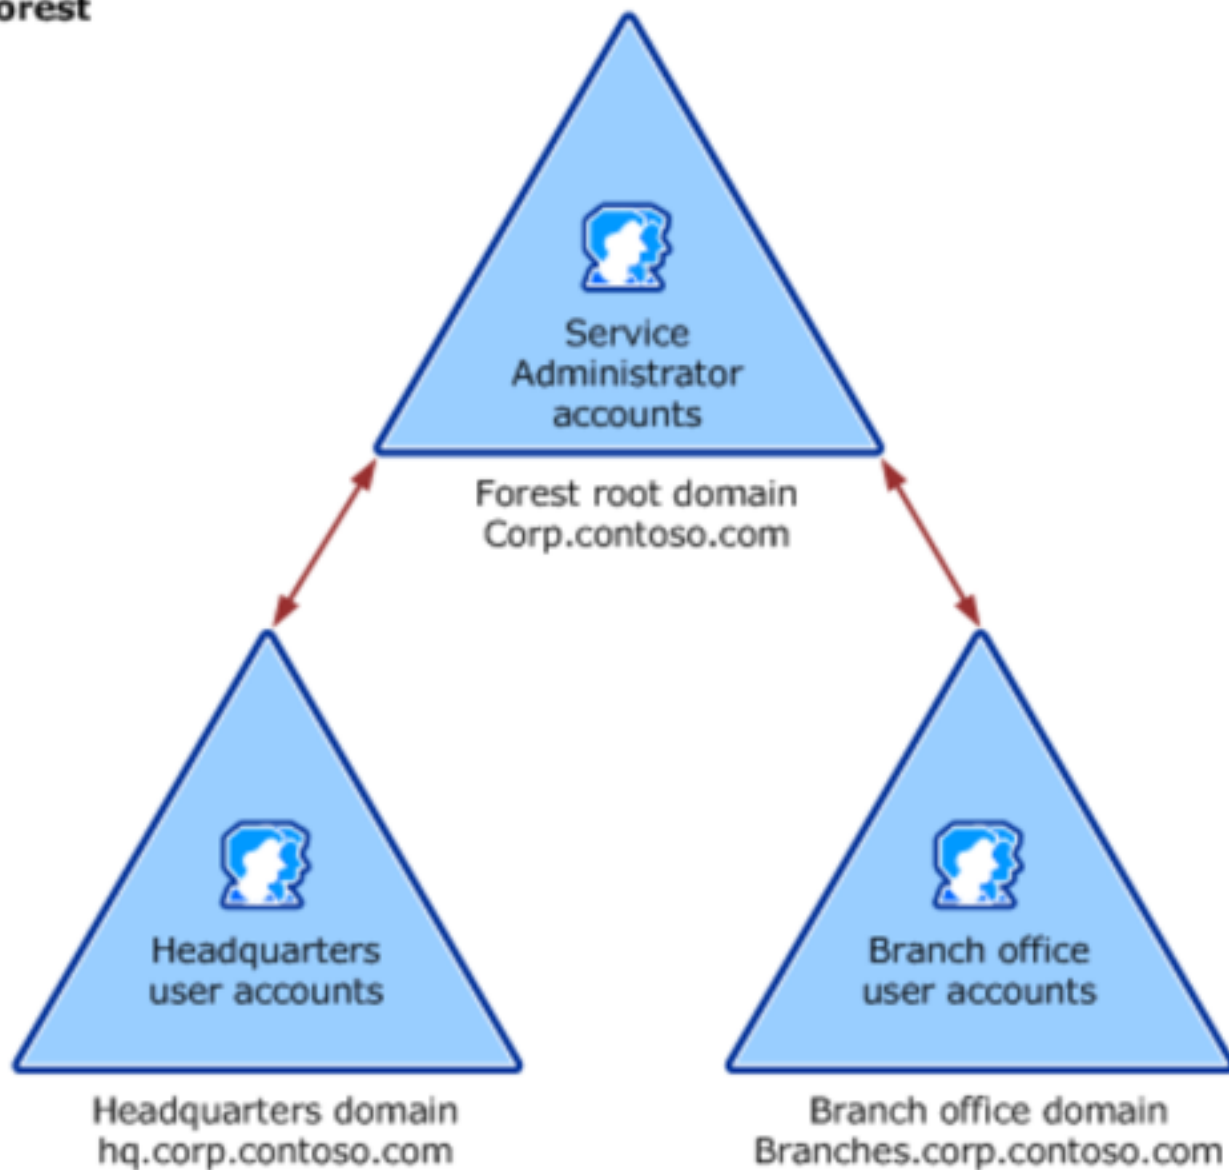 orest
Service
Administrator
accounts
Forest root domain
Corp.contoso.com
Headquarters
user accounts
Branch office
user accounts
Headquarters domain
hq.corp.contoso.com
Branch office domain
Branches.corp.contoso.com